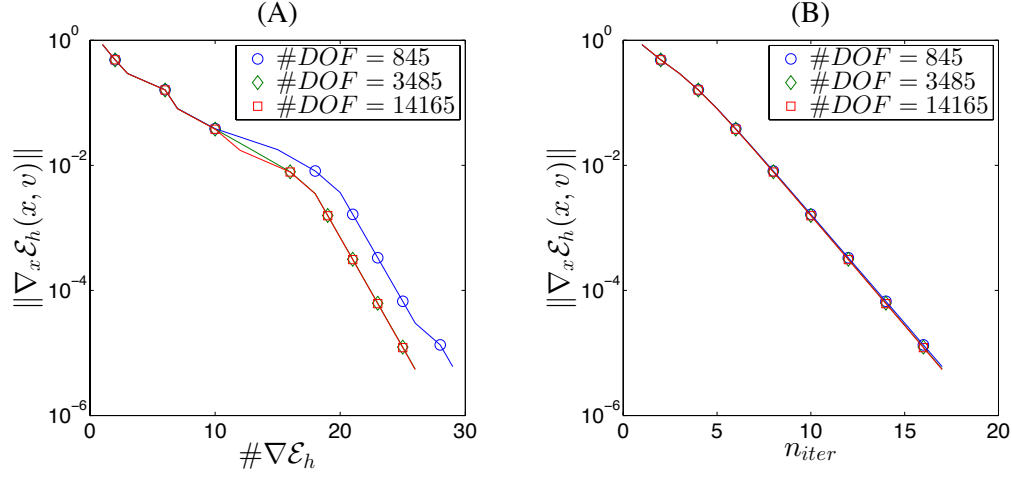 (A)
10^0
10^{-2}
10^{-4}
10^{-6}
‖∇_x ℰ_h(x, v)‖
#DOF = 845
#DOF = 3485
#DOF = 14165
0 10 20 30
#∇ℰ_h
(B)
10^0
10^{-2}
10^{-4}
10^{-6}
‖∇_x ℰ_h(x, v)‖
#DOF = 845
#DOF = 3485
#DOF = 14165
0 5 10 15 20
n_{iter}